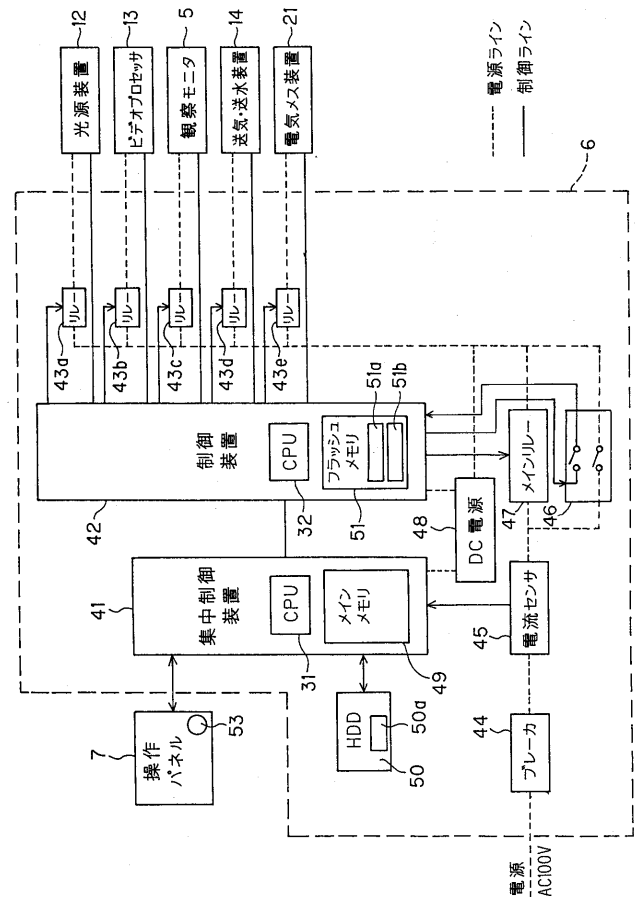 12
光源装置
13
ビデオプロセッサ
5
観察モニタ
14
送気・送水装置
21
電気メス装置
電源ライン
制御ライン
6
リレー
43a
リレー
43b
リレー
43c
リレー
43d
リレー
43e
42
制御
装置
CPU
32
フラッシュ
メモリ
51a
51b
51
41
集中制御
装置
CPU
31
メイン
メモリ
49
48
DC電源
47
メインリレー
46
45
電流センサ
44
ブレーカ
7
操作
パネル
53
HDD
50a
50
電源
AC100V